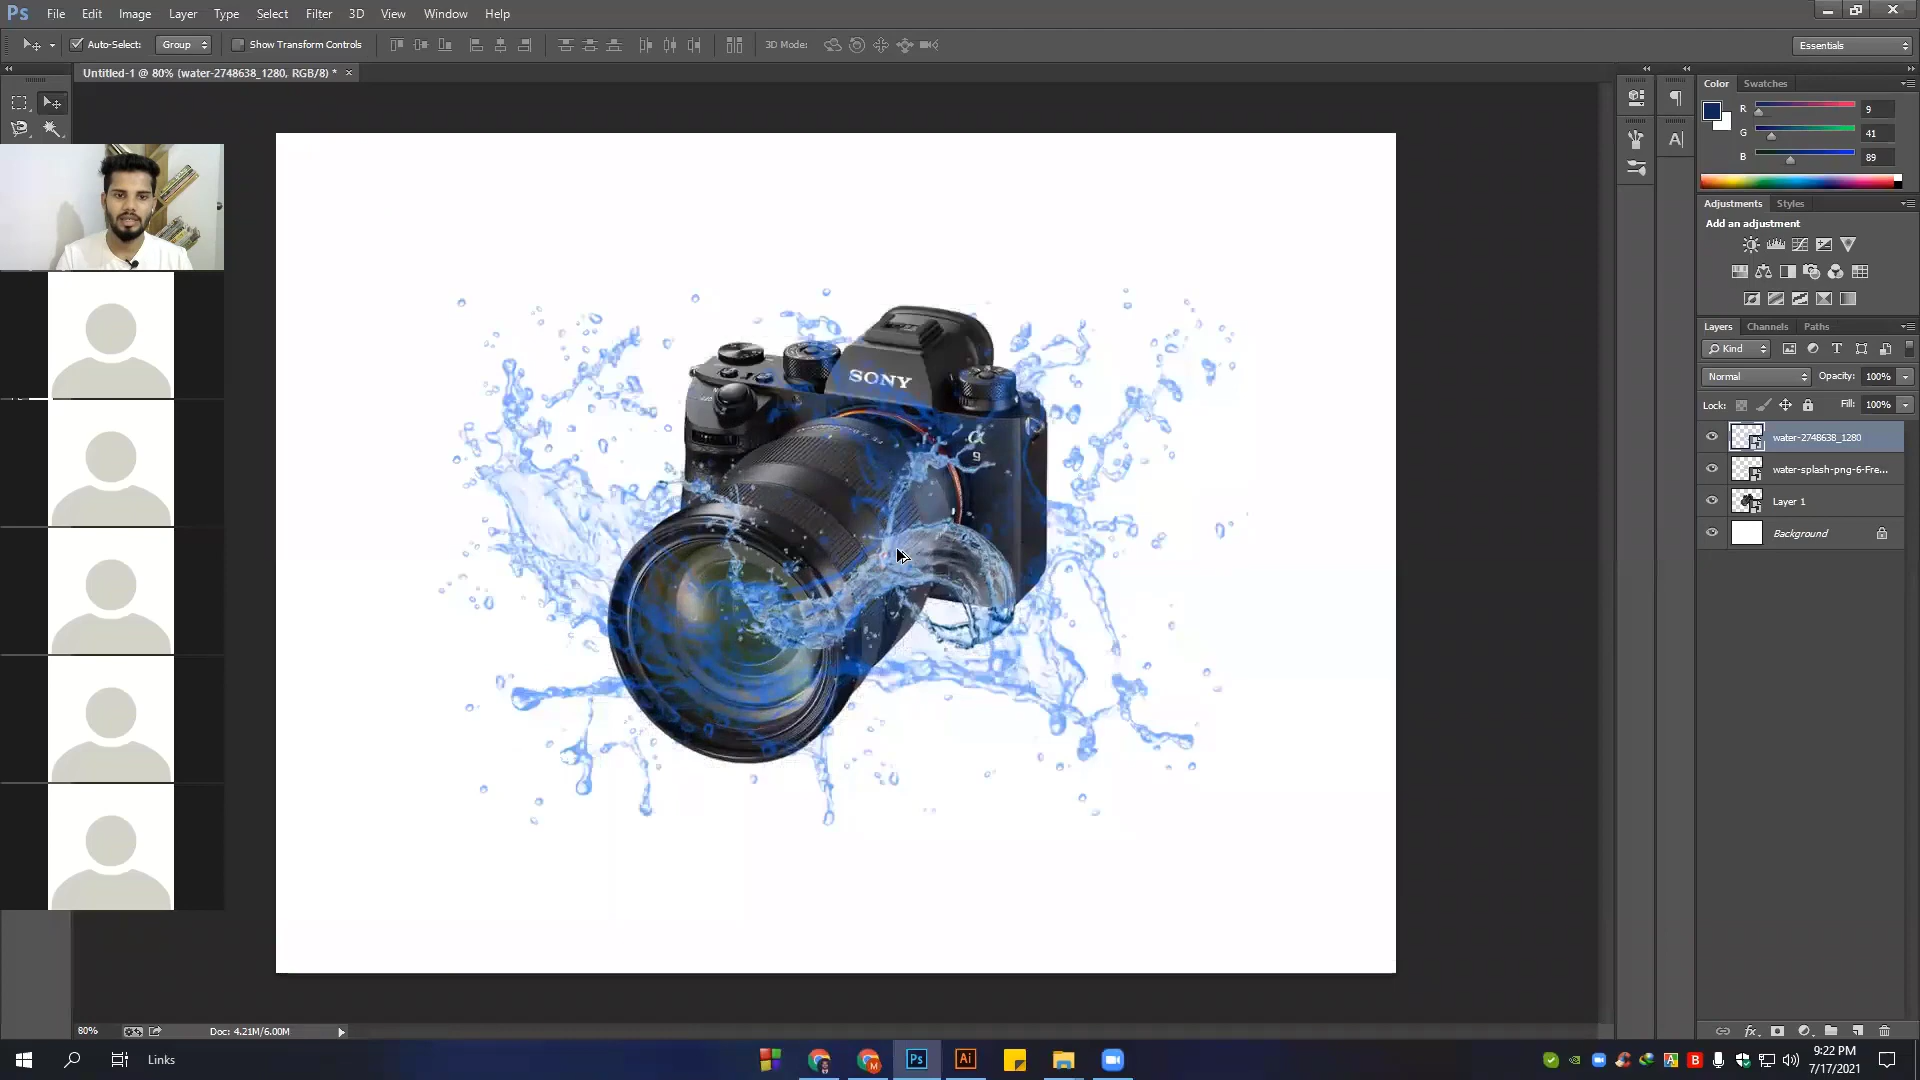 Ps File Edit Image Layer Type Select Filter 3D View Window Help
Auto-Select: Group Show Transform Controls 3D Mode: Essentials
Untitled-1 @ 80% (water-2748638_1280, RGB/8) * ×
Color Swatches
R 9
G 41
B 89
Adjustments Styles
Add an adjustment
Layers Channels Paths
Kind T
Normal Opacity: 100%
Lock: Fill: 100%
water-2748638_1280
water-splash-png-6-Fre...
Layer 1
Background
SONY
α
9
80% Doc: 4.21M/6.00M
Links
Ps Ai
9:22 PM
7/17/2021